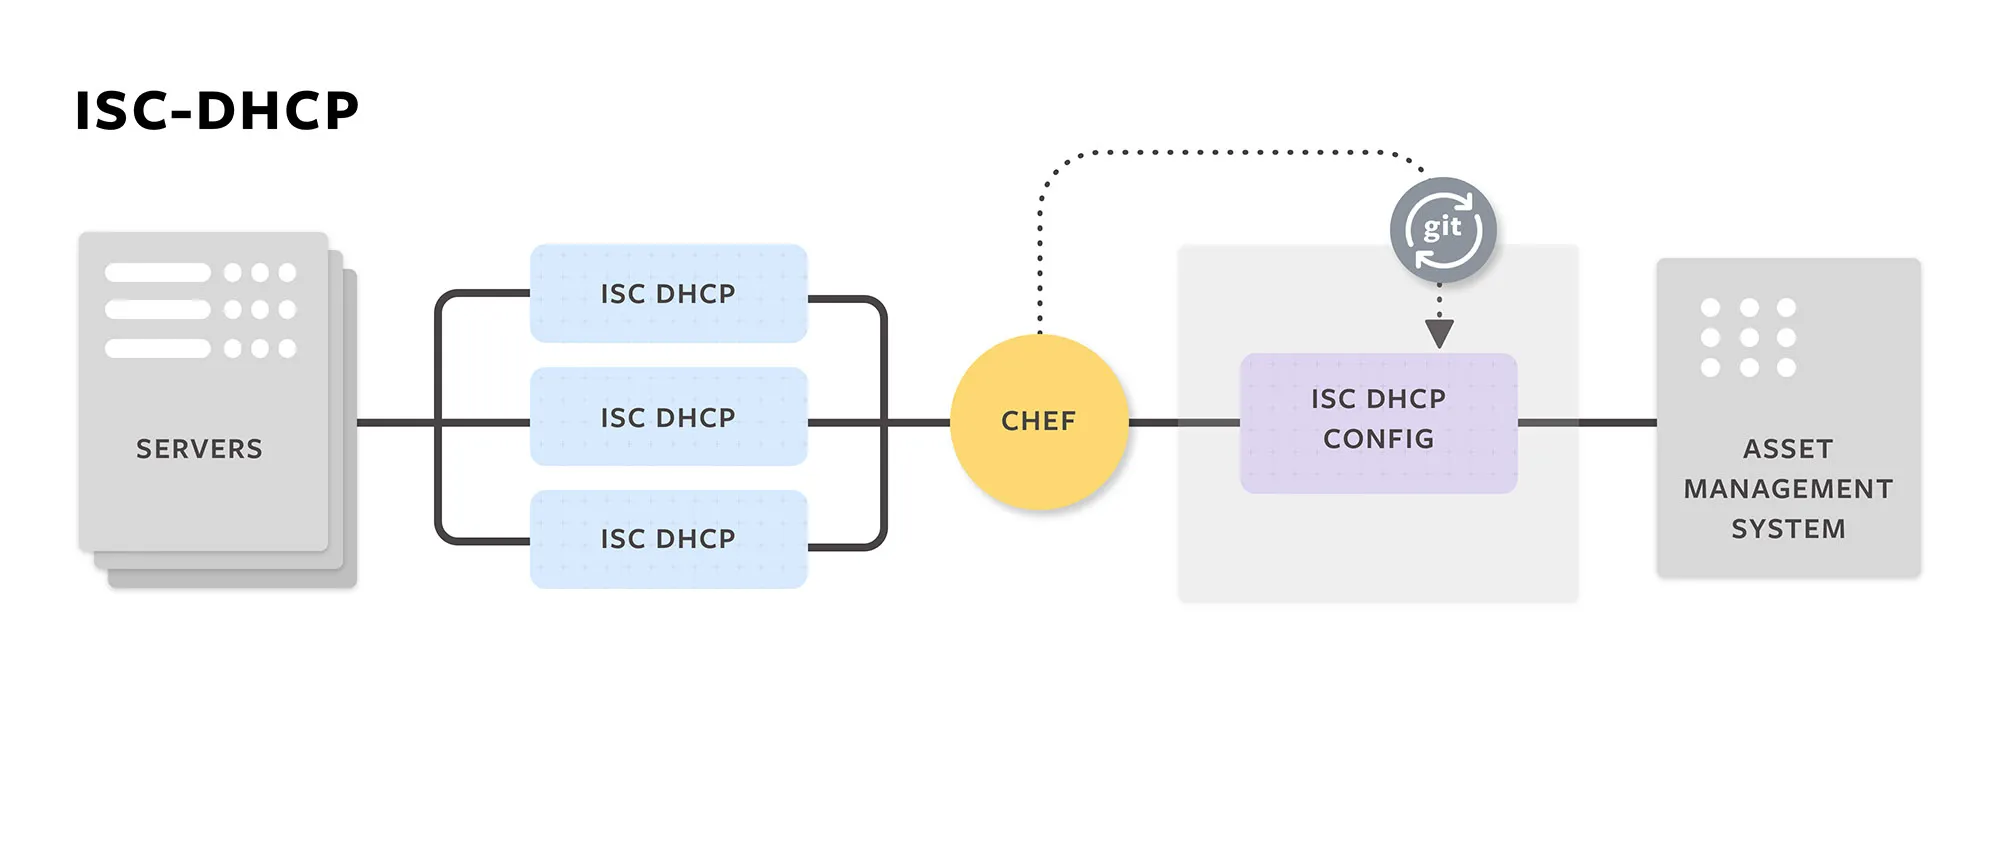 ISC-DHCP
SERVERS
ISC DHCP
ISC DHCP
ISC DHCP
CHEF
git
ISC DHCP
CONFIG
ASSET
MANAGEMENT
SYSTEM